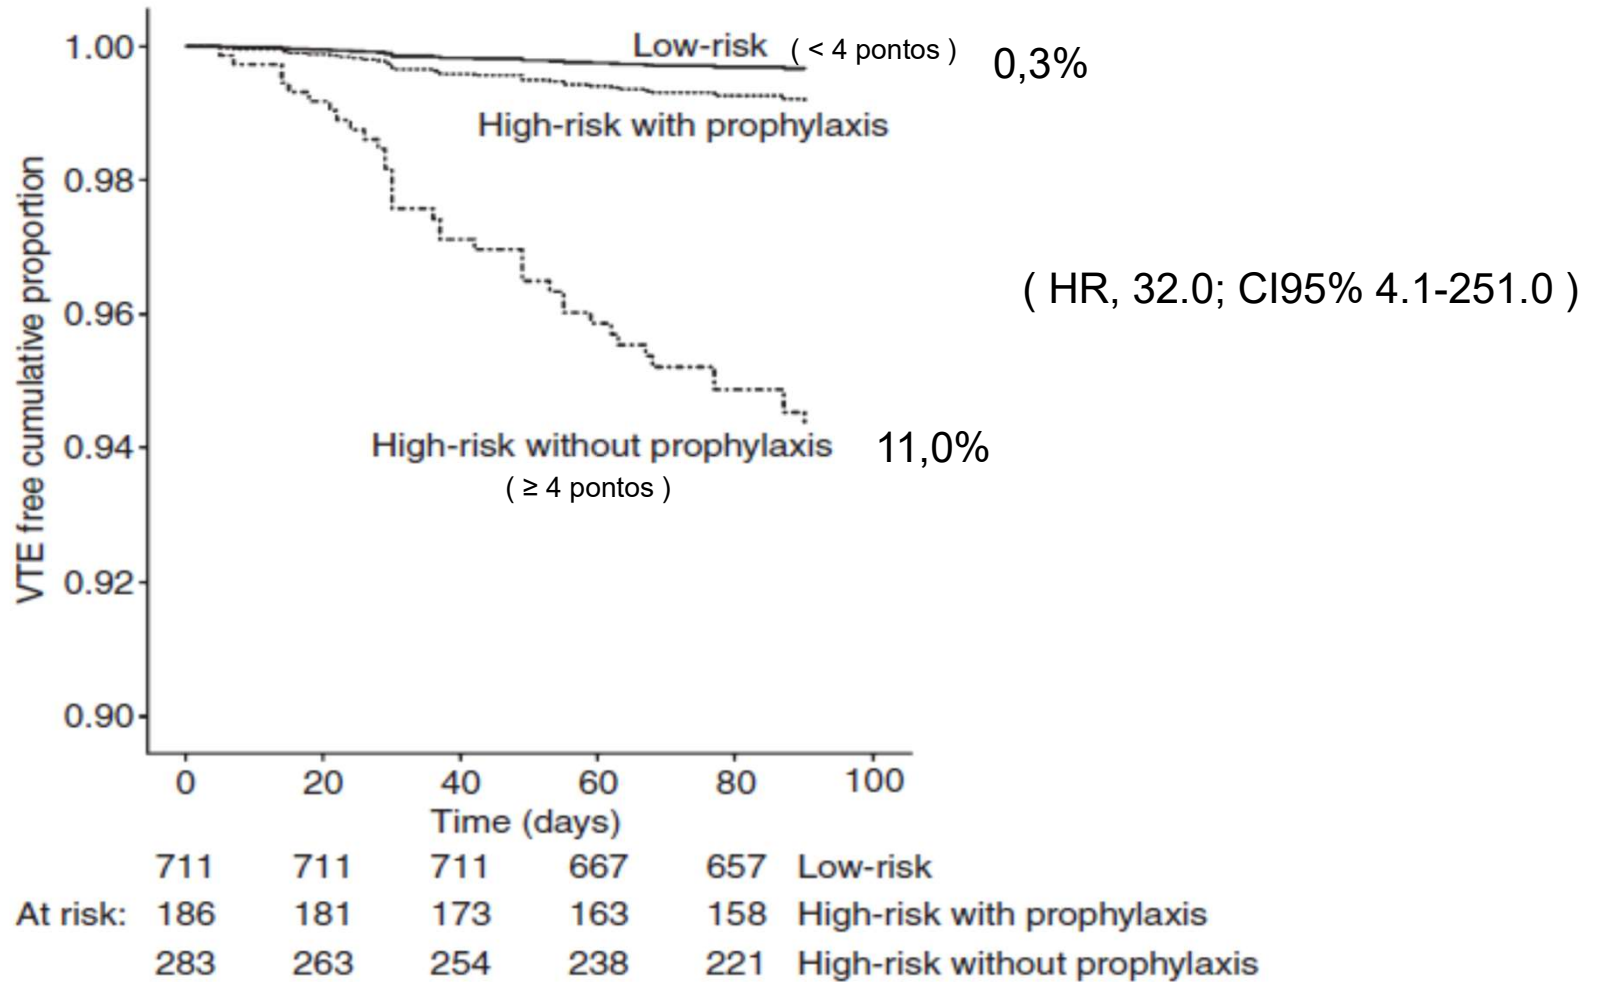 1.00
Low-risk ( < 4 pontos ) 0,3%
High-risk with prophylaxis
0.98
( HR, 32.0; CI95% 4.1-251.0 )
0.96
0.94
High-risk without prophylaxis 11,0%
( ≥ 4 pontos )
0.92
0.90
VTE free cumulative proportion
0 20 40 60 80 100
Time (days)
711 711 711 667 657 Low-risk
At risk: 186 181 173 163 158 High-risk with prophylaxis
283 263 254 238 221 High-risk without prophylaxis